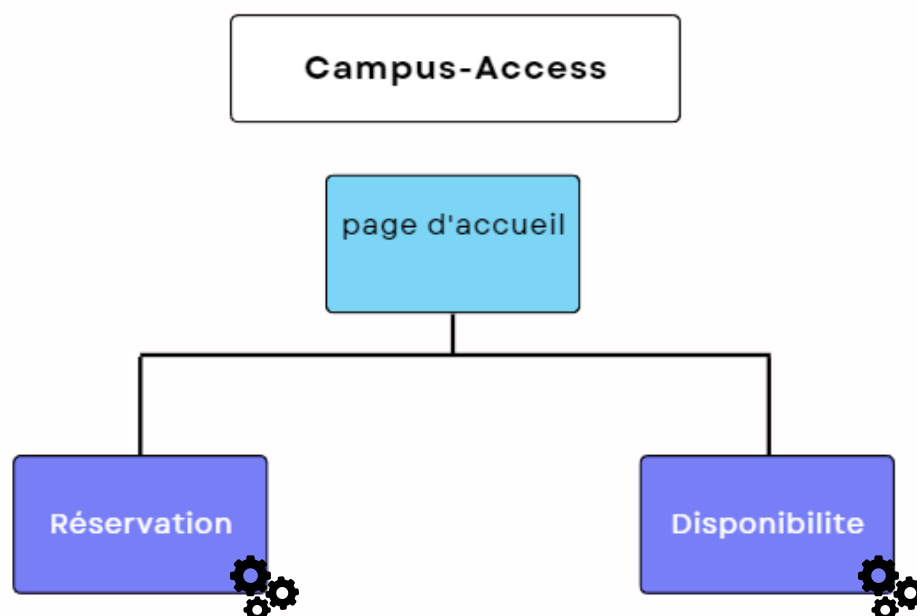 Campus-Access
page d'accueil
Réservation
Disponibilite